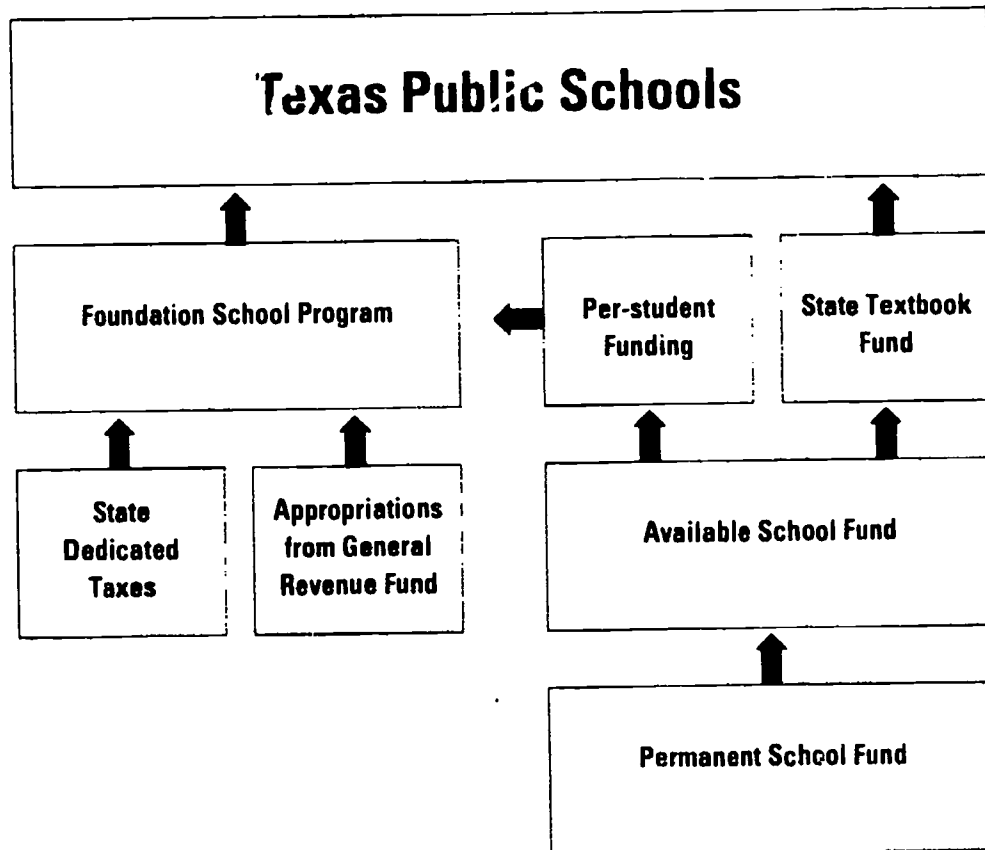 Texas Public Schools
Foundation School Program
Per-student
Funding
State Textbook
Fund
State
Dedicated
Taxes
Appropriations
from General
Revenue Fund
Available School Fund
Permanent School Fund